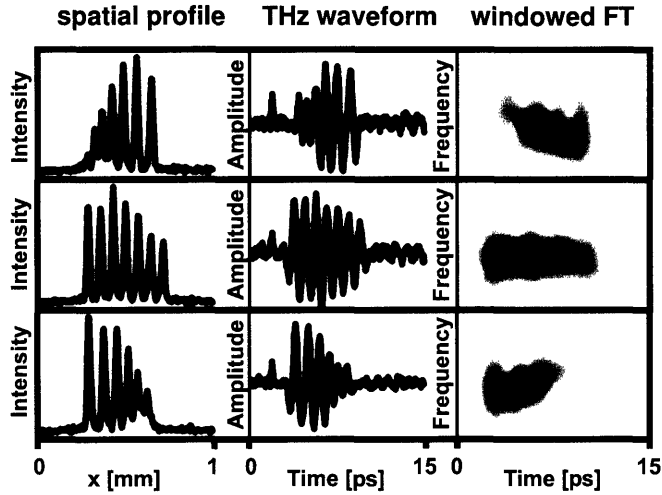 spatial profile THz waveform windowed FT
Intensity Amplitude Frequency
Intensity Amplitude Frequency
Intensity Amplitude Frequency
0 1 0 15 0 15
x [mm] Time [ps] Time [ps]